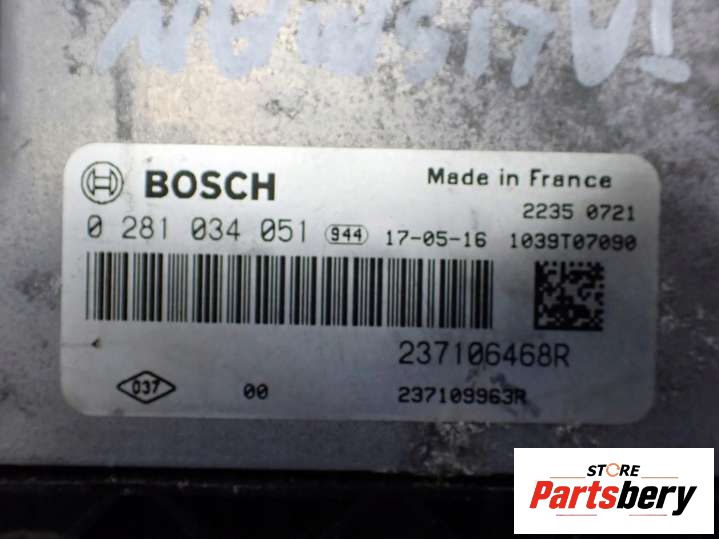 TALISMAN
BOSCH
Made in France
2235 0721
0 281 034 051 944 17-05-16 1039T07090
237106468R
037 00 237109963R
STORE
Partsbery